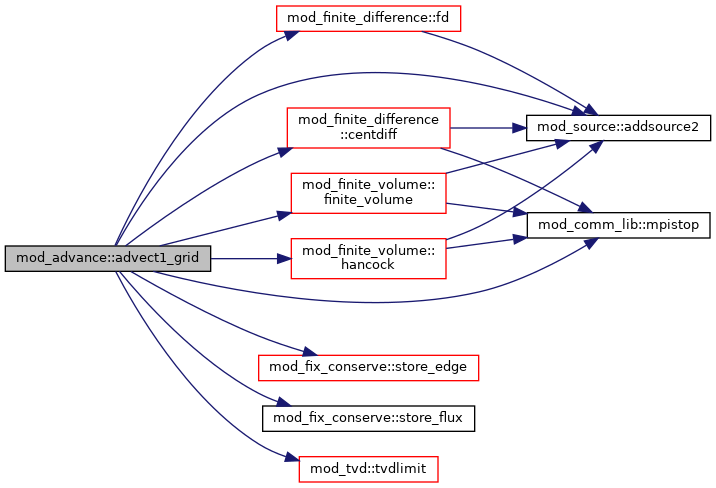 mod_finite_difference::fd
mod_finite_difference
::centdiff
mod_source::addsource2
mod_finite_volume::
finite_volume
mod_comm_lib::mpistop
mod_advance::advect1_grid
mod_finite_volume::
hancock
mod_fix_conserve::store_edge
mod_fix_conserve::store_flux
mod_tvd::tvdlimit